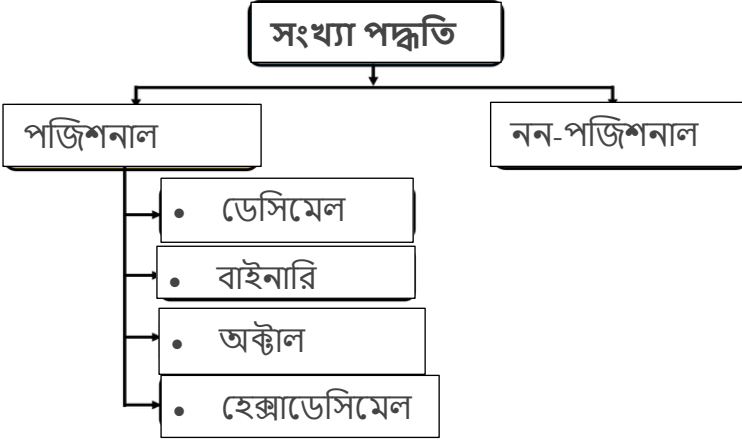 সংখ্যা পদ্ধতি
পজিশনাল
নন-পজিশনাল
• ডেসিমেল
• বাইনারি
• অক্টাল
• হেক্সাডেসিমেল